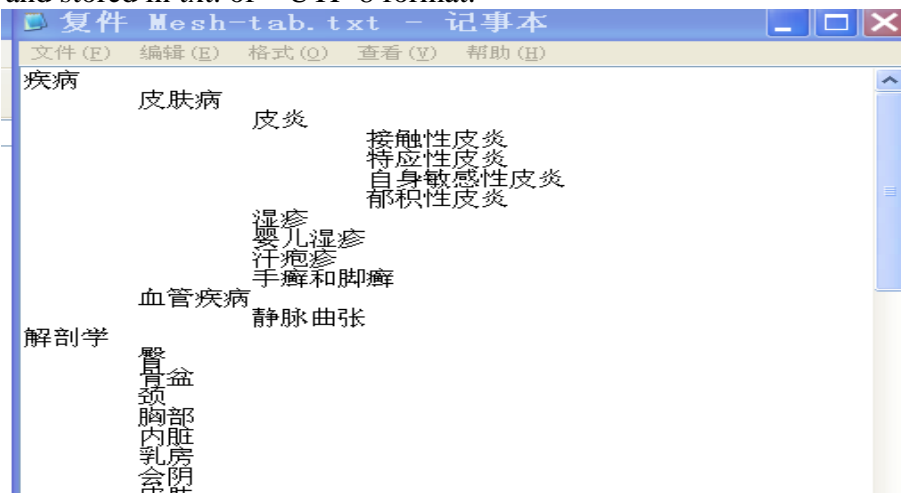 and stored in txt. of UTF-8 format.
复件 Mesh-tab.txt - 记事本
文件(F) 编辑(E) 格式(O) 查看(V) 帮助(H)
疾病
皮肤病
皮炎
接触性皮炎
特应性皮炎
自身敏感性皮炎
郁积性皮炎
湿疹
婴儿湿疹
汗疱疹
手癣和脚癣
血管疾病
静脉曲张
解剖学
臀
骨盆
颈
胸部
内脏
乳房
会阴